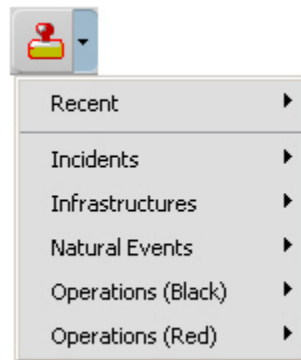 Recent
Incidents
Infrastructures
Natural Events
Operations (Black)
Operations (Red)